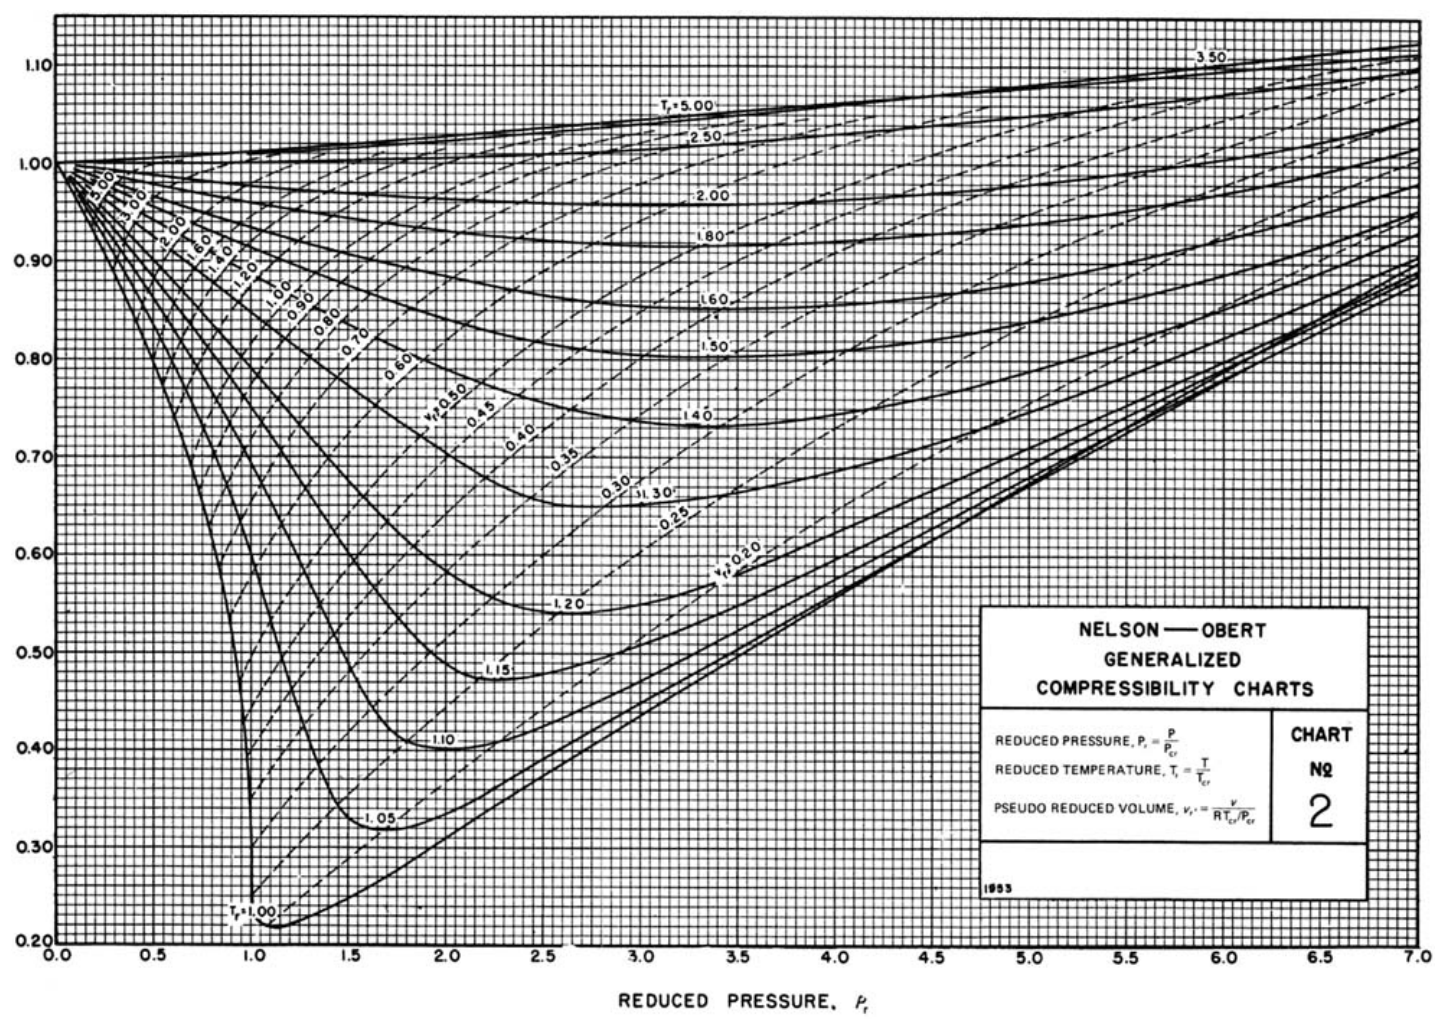 1.10
1.00
0.90
0.80
0.70
0.60
0.50
0.40
0.30
0.20
0.0 0.5 1.0 1.5 2.0 2.5 3.0 3.5 4.0 4.5 5.0 5.5 6.0 6.5 7.0
REDUCED PRESSURE, Pr
3.50
Tr=5.00
2.50
2.00
1.80
1.60
1.50
1.40
1.30
1.20
1.15
1.10
1.05
Tr=1.00
5.00
3.00
2.00
1.60
1.40
1.20
1.00
0.90
0.80
0.70
0.60
vr'=0.50
0.45
0.40
0.35
0.30
0.25
vr'=0.20
NELSON — OBERT
GENERALIZED
COMPRESSIBILITY CHARTS
REDUCED PRESSURE, Pr = P/Pcr
REDUCED TEMPERATURE, Tr = T/Tcr
PSEUDO REDUCED VOLUME, vr' = v/RTcr/Pcr
CHART
Nº
2
1953